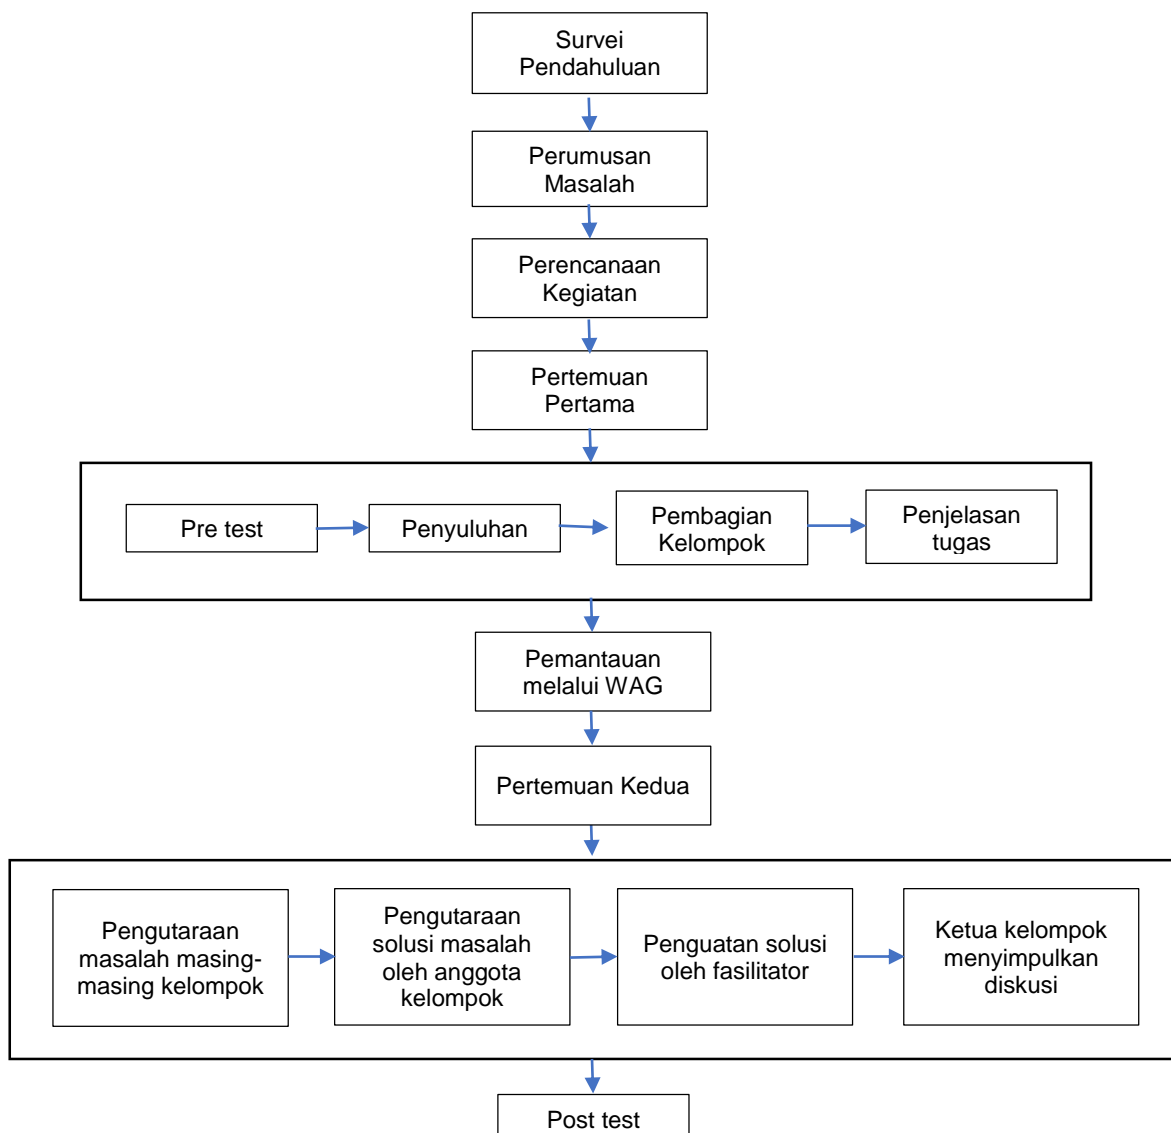 Survei
Pendahuluan
Perumusan
Masalah
Perencanaan
Kegiatan
Pertemuan
Pertama
Pre test
Penyuluhan
Pembagian
Kelompok
Penjelasan
tugas
Pemantauan
melalui WAG
Pertemuan Kedua
Pengutaraan
masalah masing-
masing kelompok
Pengutaraan
solusi masalah
oleh anggota
kelompok
Penguatan solusi
oleh fasilitator
Ketua kelompok
menyimpulkan
diskusi
Post test